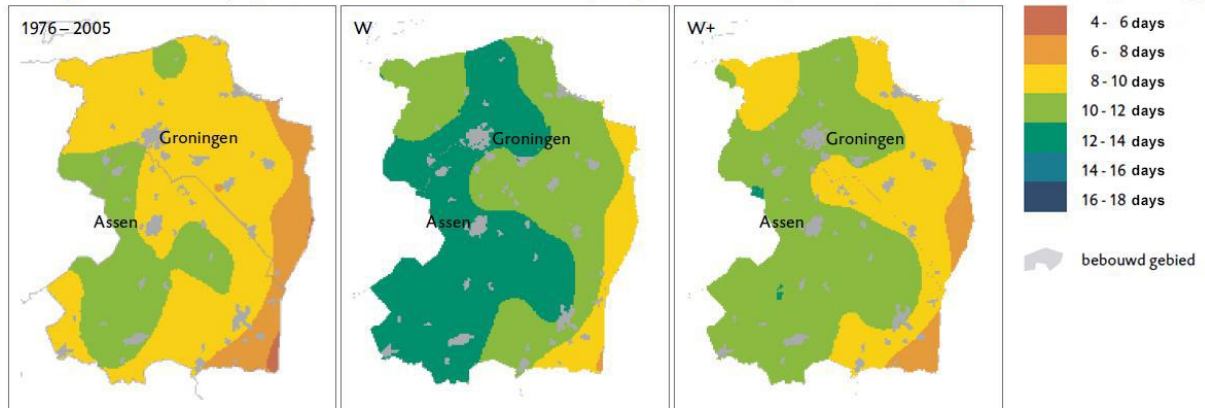 1976 – 2005
Groningen
Assen
W
Groningen
Assen
W+
Groningen
Assen
4 - 6 days
6 - 8 days
8 - 10 days
10 - 12 days
12 - 14 days
14 - 16 days
16 - 18 days
bebouwd gebied